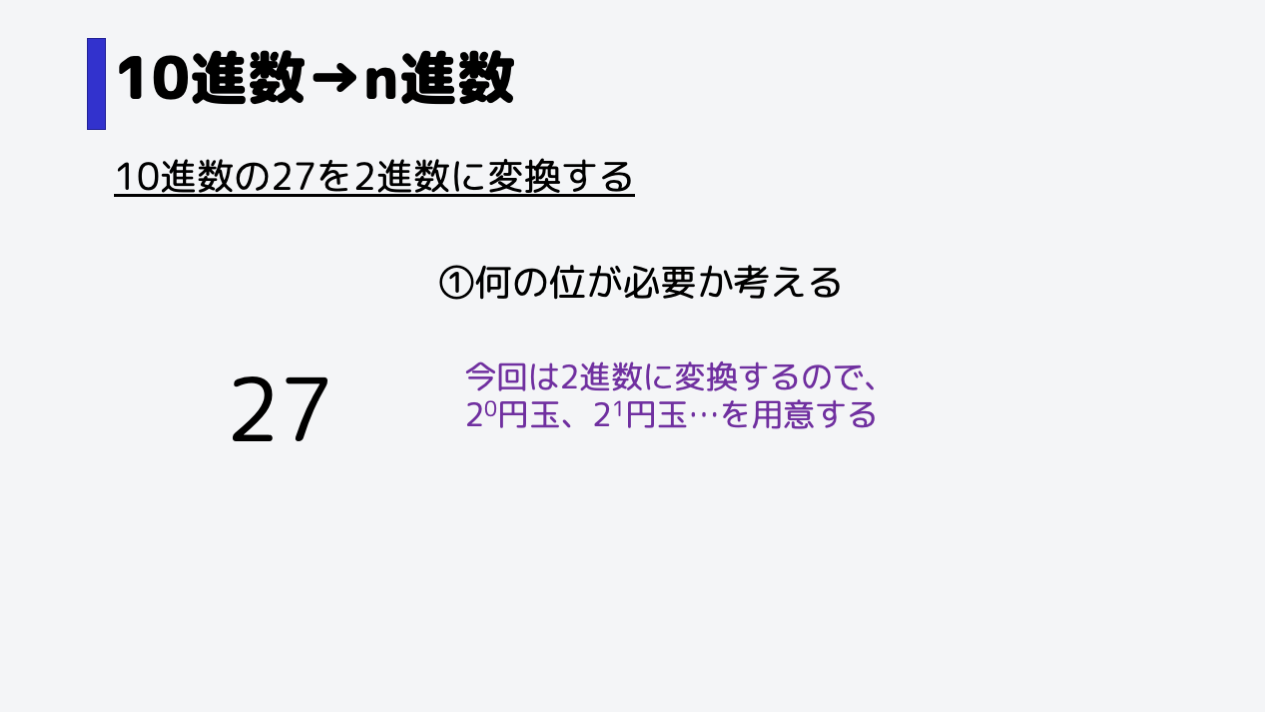 10進数→n進数
10進数の27を2進数に変換する
①何の位が必要か考える
27
今回は2進数に変換するので、
2⁰円玉、2¹円玉…を用意する